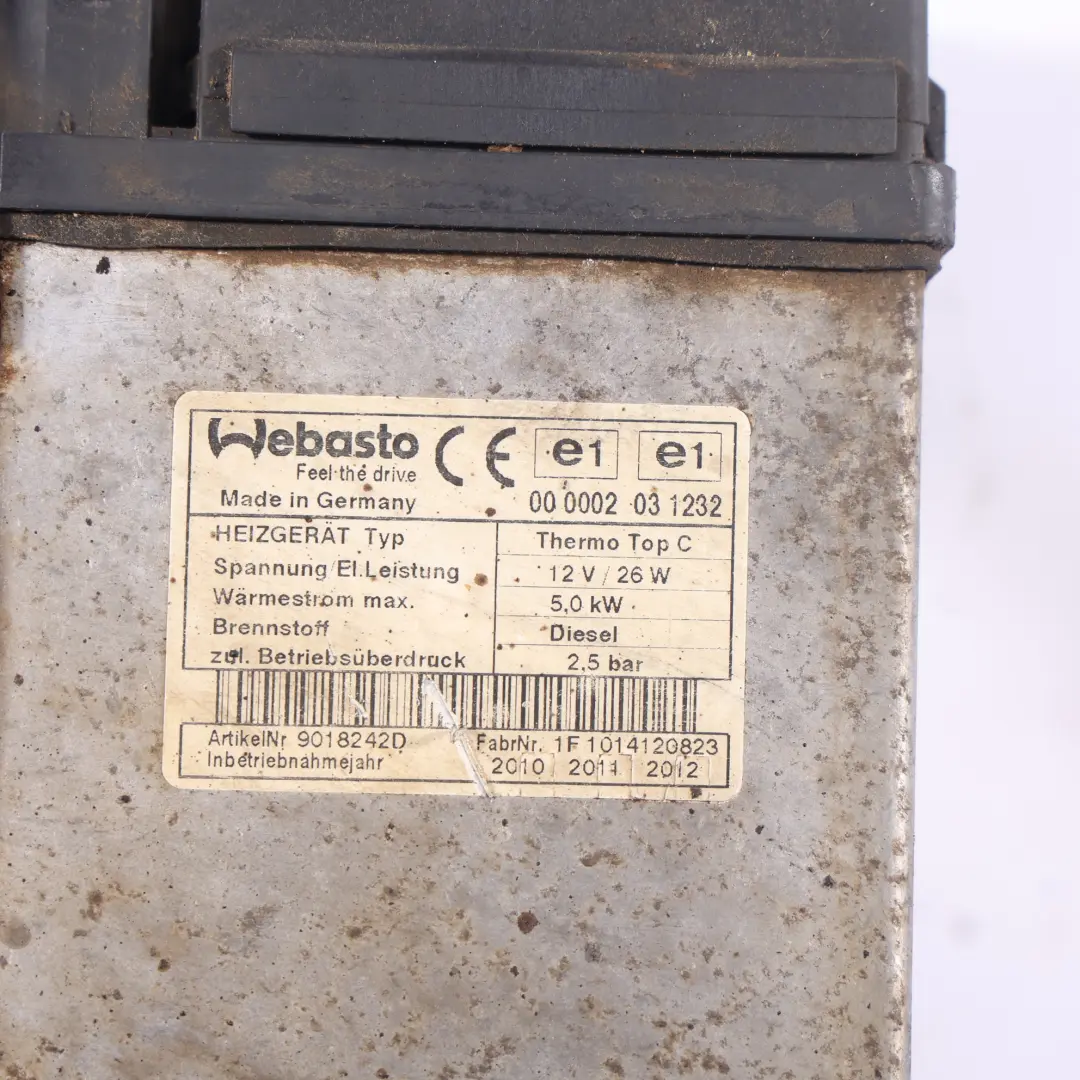 Webasto CE e1 e1
Feel the drive
Made in Germany 00 0002 03 1232
HEIZGERÄT Typ Thermo Top C
Spannung/El.Leistung 12 V / 26 W
Wärmestrom max. 5,0 kW
Brennstoff Diesel
zul. Betriebsüberdruck 2,5 bar
ArtikelNr 9018242D FabrNr. 1F1014120823
Inbetriebnahmejahr 2010 2011 2012